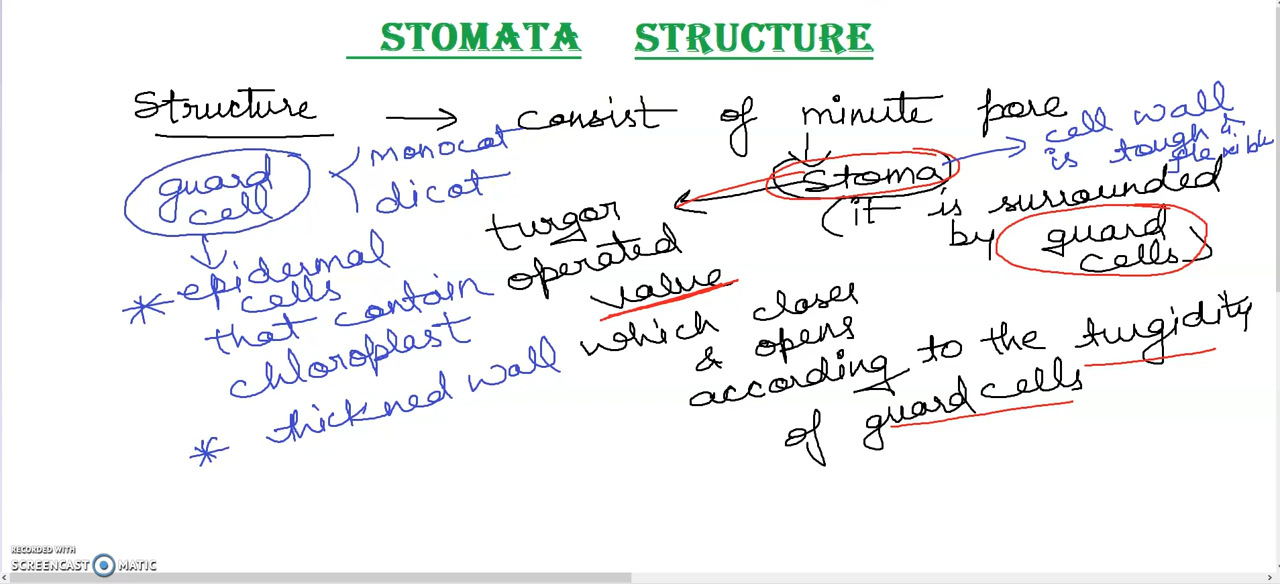 STOMATA STRUCTURE
Structure → consist of minute pore
stoma
(it is surrounded
by guard
cells)
cell wall
is tough &
flexible
turgor
operated
value
which closes
& opens
according to the turgidity
of guard cells
guard
cell
monocot
dicot
* epidermal
cells
that contain
chloroplast
* thickned wall
RECORDED WITH
SCREENCAST MATIC